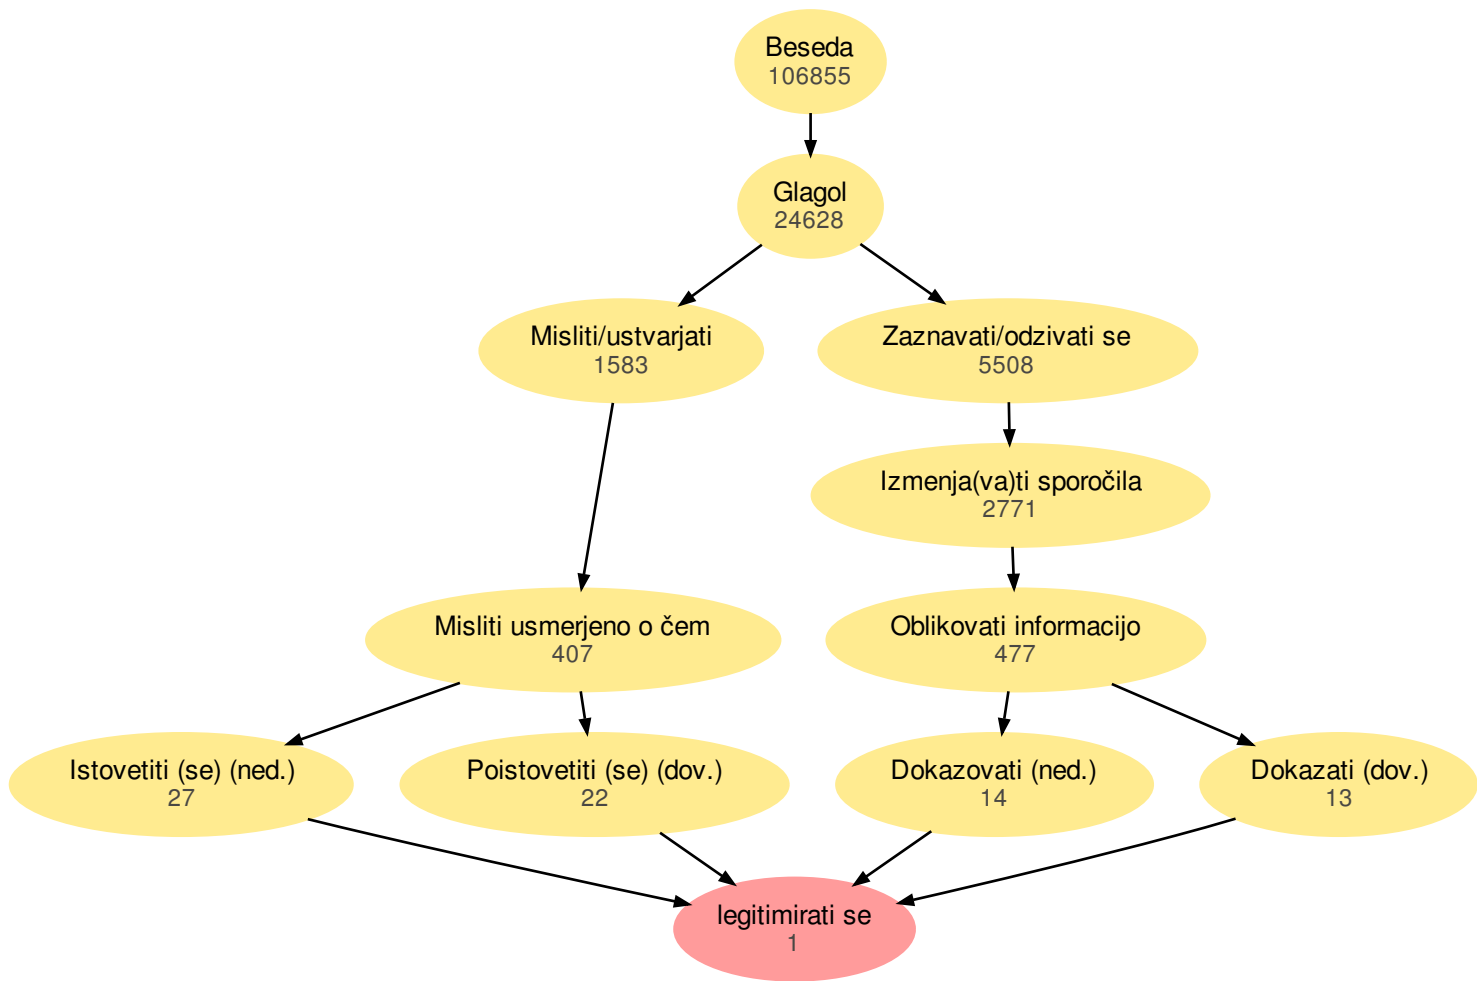 Beseda
106855
Glagol
24628
Misliti/ustvarjati
1583
Zaznavati/odzivati se
5508
Izmenja(va)ti sporočila
2771
Misliti usmerjeno o čem
407
Oblikovati informacijo
477
Istovetiti (se) (ned.)
27
Poistovetiti (se) (dov.)
22
Dokazovati (ned.)
14
Dokazati (dov.)
13
legitimirati se
1